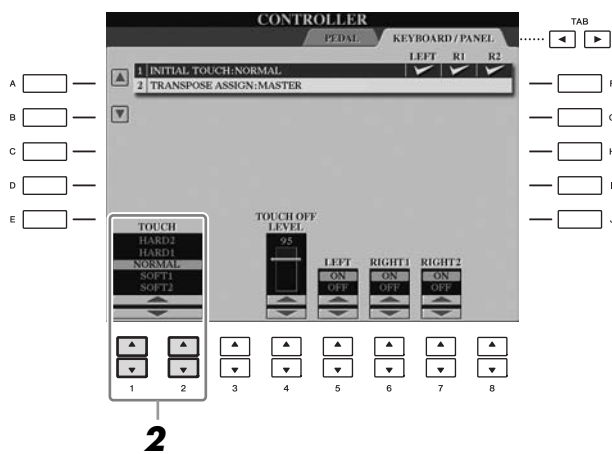 CONTROLLER
TAB
PEDAL
KEYBOARD / PANEL
LEFT R1 R2
1 INITIAL TOUCH:NORMAL
2 TRANSPOSE ASSIGN:MASTER
A
B
C
D
E
TOUCH
HARD2
HARD1
NORMAL
SOFT1
SOFT2
TOUCH OFF
LEVEL
95
LEFT
ON
OFF
RIGHT1
ON
OFF
RIGHT2
ON
OFF
1 2 3 4 5 6 7 8
2